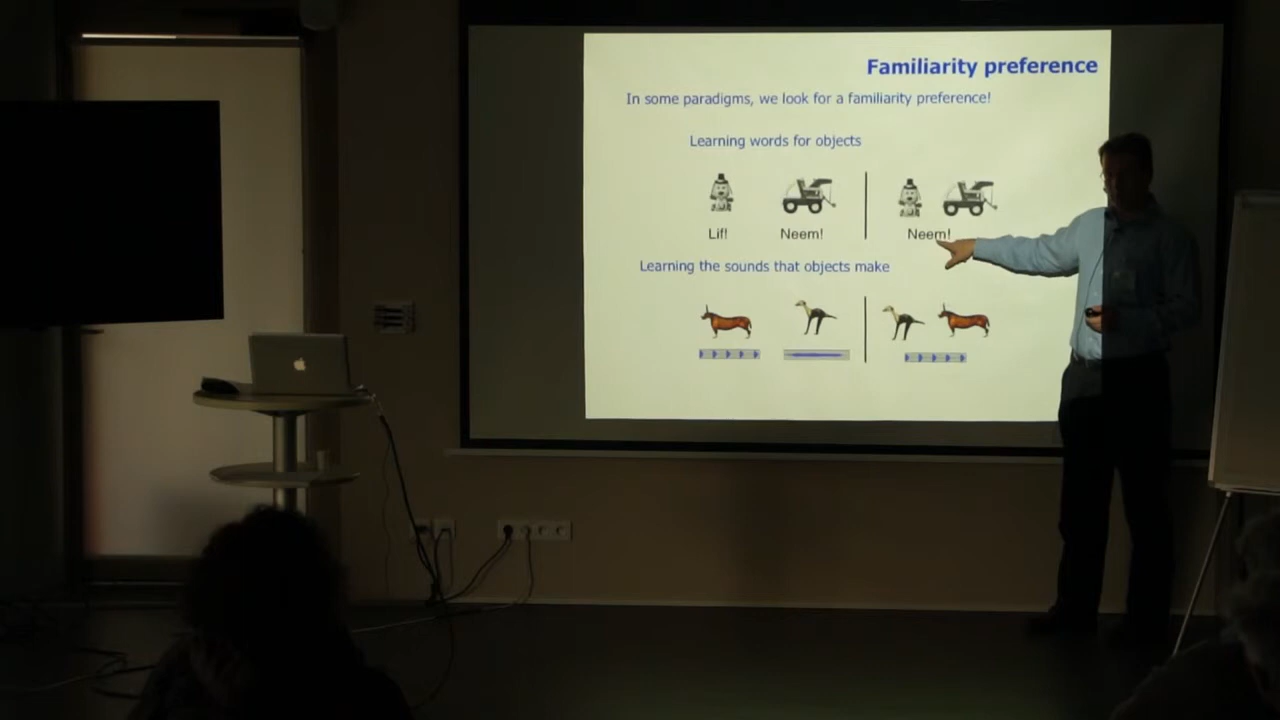 Familiarity preference
In some paradigms, we look for a familiarity preference!
Learning words for objects
Lif! Neem! Neem!
Learning the sounds that objects make